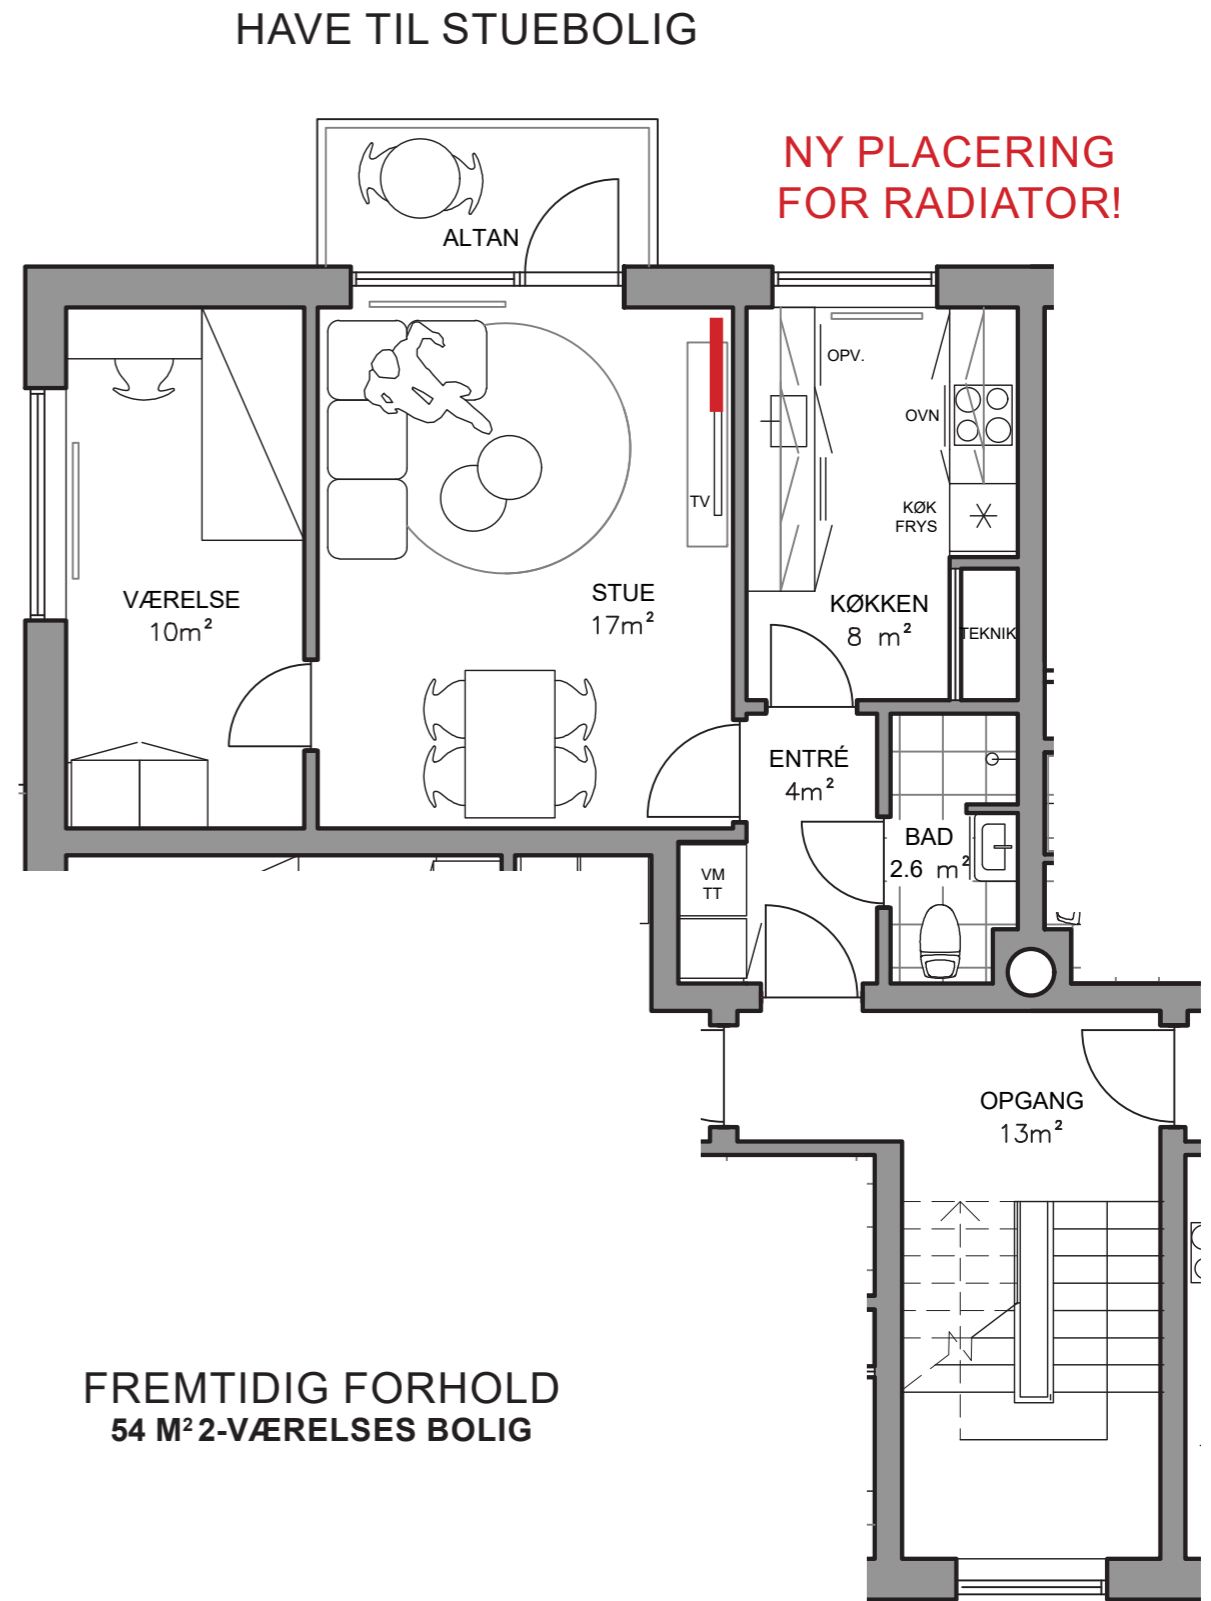 HAVE TIL STUEBOLIG
NY PLACERING
FOR RADIATOR!
ALTAN
OPV.
OVN
KØK
FRYS
TV
VÆRELSE
10m²
STUE
17m²
KØKKEN
8 m²
TEKNIK
ENTRÉ
4m²
BAD
2.6 m²
VM
TT
OPGANG
13m²
FREMTIDIG FORHOLD
54 M² 2-VÆRELSES BOLIG